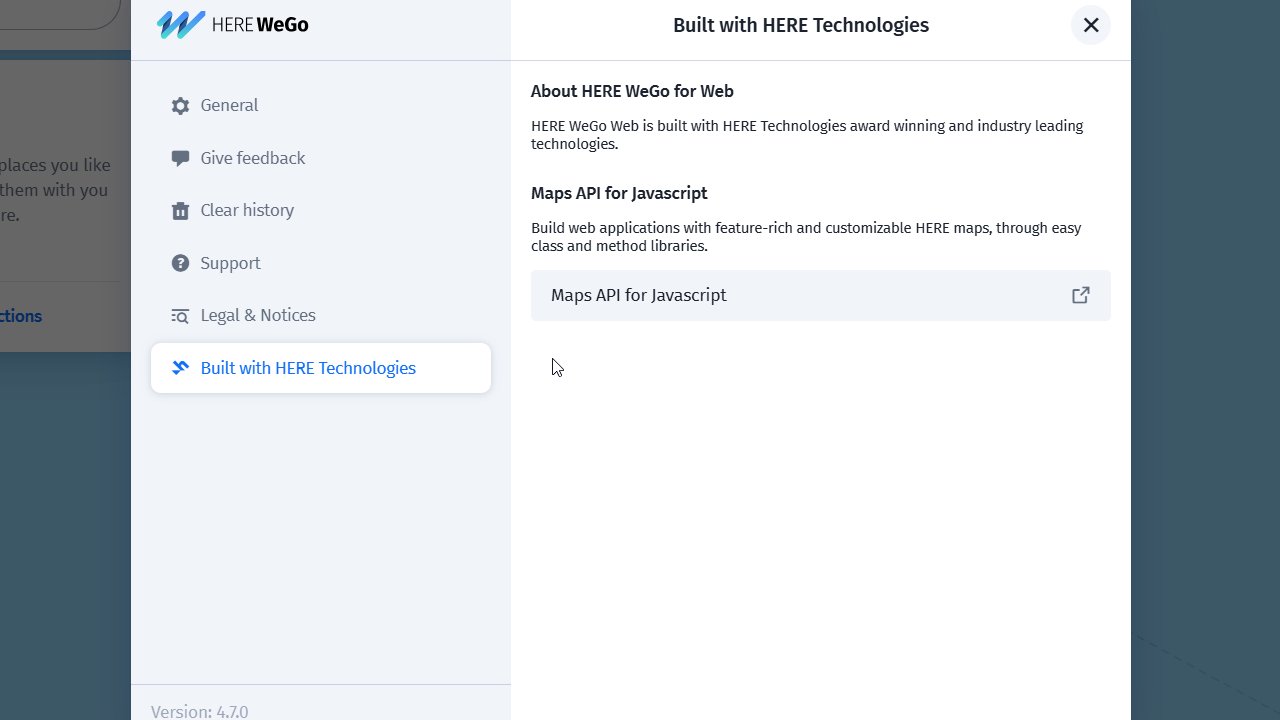 places you like
them with you
re.
ctions
HERE WeGo
General
Give feedback
Clear history
Support
Legal & Notices
Built with HERE Technologies
Version: 4.7.0
Built with HERE Technologies
About HERE WeGo for Web
HERE WeGo Web is built with HERE Technologies award winning and industry leading
technologies.
Maps API for Javascript
Build web applications with feature-rich and customizable HERE maps, through easy
class and method libraries.
Maps API for Javascript